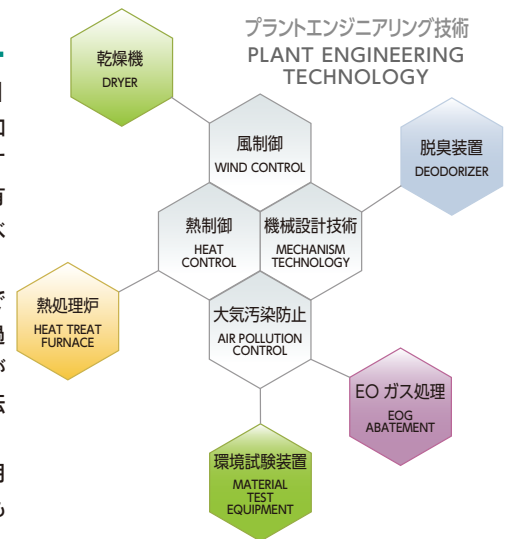 プラントエンジニアリング技術
PLANT ENGINEERING
TECHNOLOGY
乾燥機
DRYER
風制御
WIND CONTROL
脱臭装置
DEODORIZER
熱制御
HEAT
CONTROL
機械設計技術
MECHANISM
TECHNOLOGY
熱処理炉
HEAT TREAT
FURNACE
大気汚染防止
AIR POLLUTION
CONTROL
EO ガス処理
EOG
ABATEMENT
環境試験装置
MATERIAL
TEST
EQUIPMENT